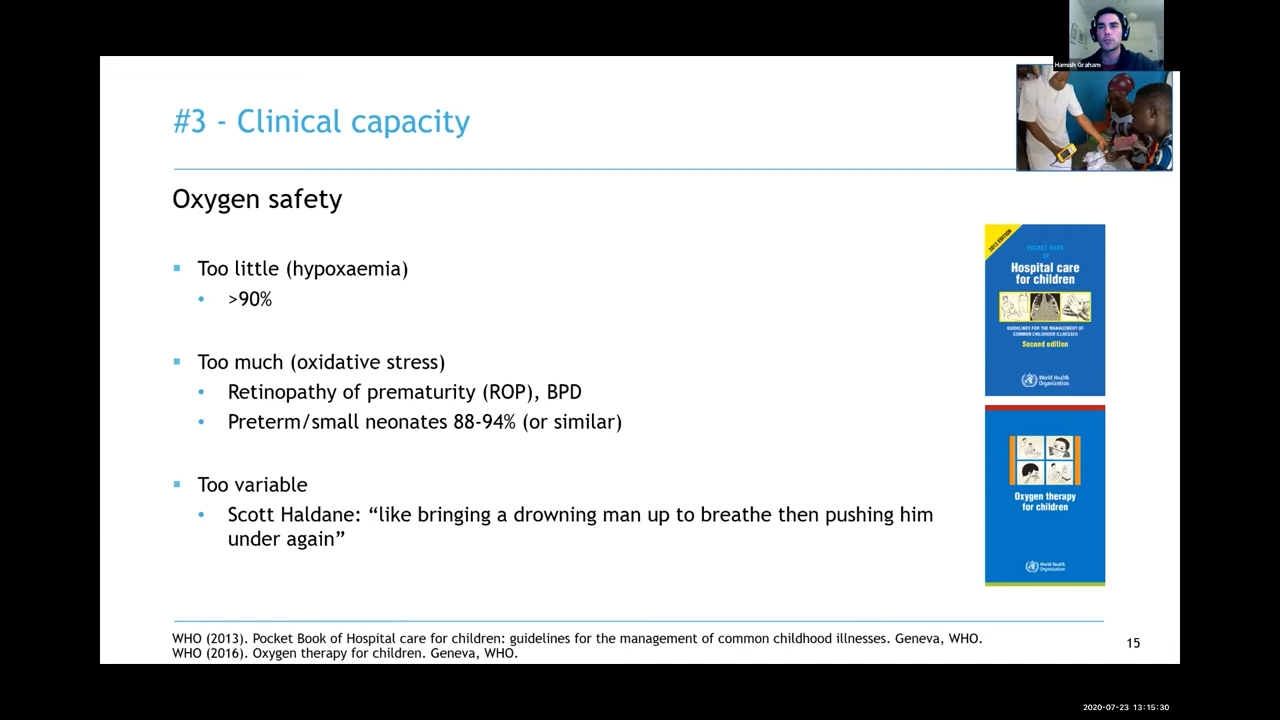 Hamish Graham
#3 - Clinical capacity
Oxygen safety
▪ Too little (hypoxaemia)
• >90%
▪ Too much (oxidative stress)
• Retinopathy of prematurity (ROP), BPD
• Preterm/small neonates 88-94% (or similar)
▪ Too variable
• Scott Haldane: “like bringing a drowning man up to breathe then pushing him
under again”
2013 EDITION
POCKET BOOK
OF
Hospital care
for children
GUIDELINES FOR THE MANAGEMENT OF
COMMON CHILDHOOD ILLNESSES
Second edition
World Health
Organization
Oxygen therapy
for children
World Health
Organization
WHO (2013). Pocket Book of Hospital care for children: guidelines for the management of common childhood illnesses. Geneva, WHO.
WHO (2016). Oxygen therapy for children. Geneva, WHO.
15
2020-07-23 13:15:30